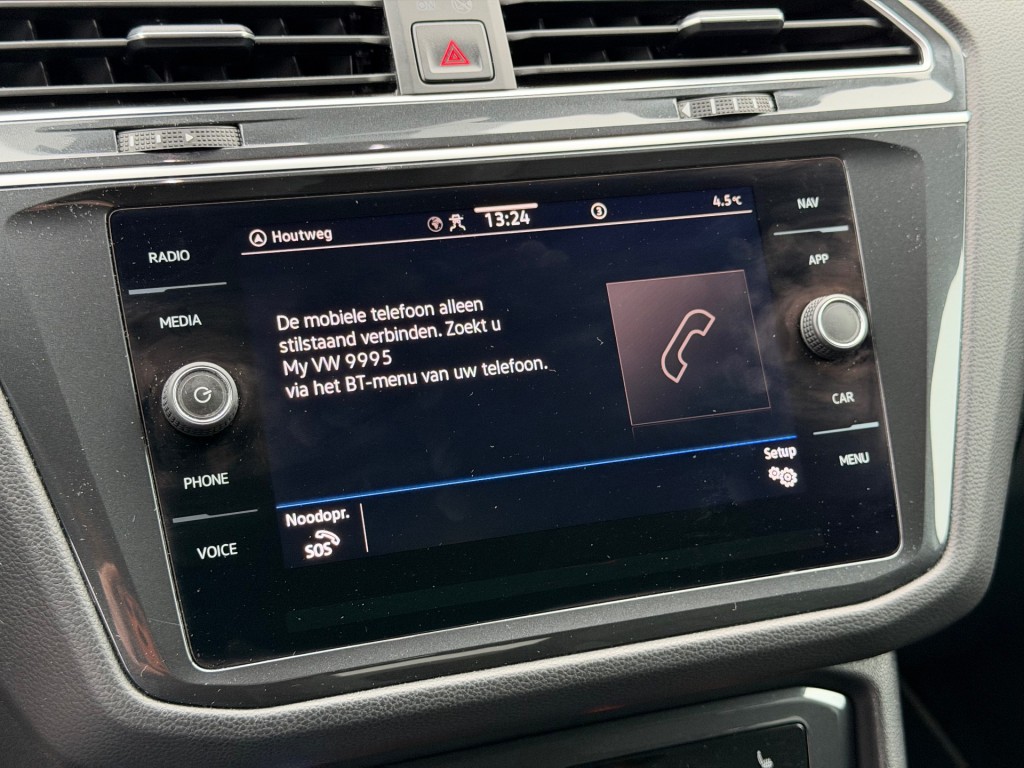 RADIO
MEDIA
PHONE
VOICE
Houtweg
13:24
3
4.5°C
De mobiele telefoon alleen
stilstaand verbinden. Zoekt u
My VW 9995
via het BT-menu van uw telefoon.
Setup
Noodopr.
SOS
NAV
APP
CAR
MENU